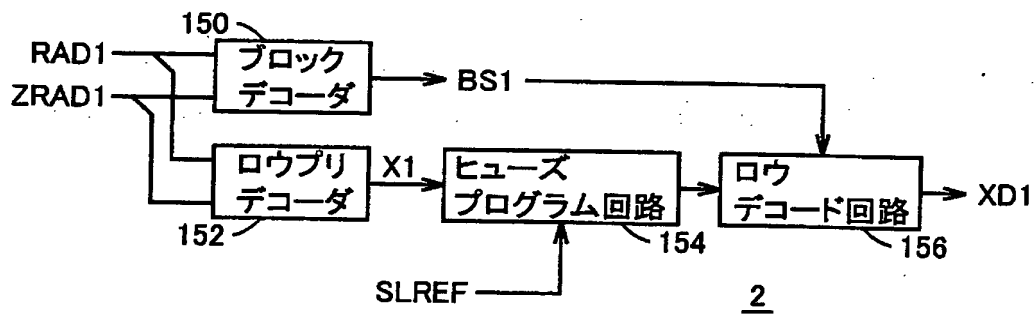 150
RAD1
ZRAD1
ブロック
デコーダ
BS1
ロウプリ
デコーダ
152
X1
ヒューズ
プログラム回路
154
SLREF
ロウ
デコード回路
156
XD1
2